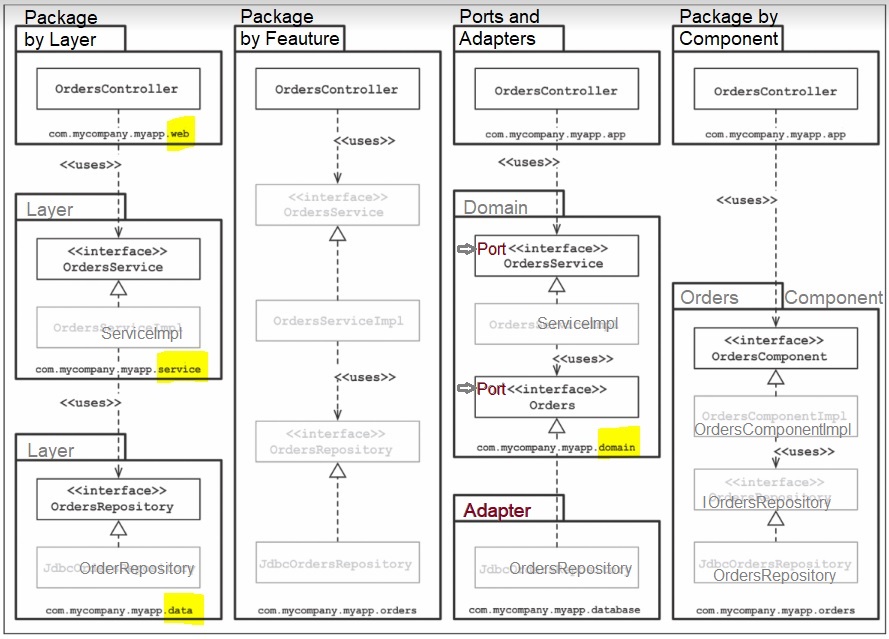 Package
by Layer
OrdersController
com.mycompany.myapp.web
<<uses>>
Layer
<<interface>>
OrdersService
OrdersServiceImpl
ServiceImpl
com.mycompany.myapp.service
<<uses>>
Layer
<<interface>>
OrdersRepository
JdbcOrdersRepository
OrderRepository
com.mycompany.myapp.data
Package
by Feauture
OrdersController
<<uses>>
<<interface>>
OrdersService
OrdersServiceImpl
<<uses>>
<<interface>>
OrdersRepository
JdbcOrdersRepository
com.mycompany.myapp.orders
Ports and
Adapters
OrdersController
com.mycompany.myapp.app
<<uses>>
Domain
Port <<interface>>
OrdersService
OrdersServiceImpl
ServiceImpl
<<uses>>
Port <<interface>>
Orders
com.mycompany.myapp.domain
Adapter
JdbcOrdersRepository
OrdersRepository
com.mycompany.myapp.database
Package by
Component
OrdersController
com.mycompany.myapp.app
<<uses>>
Orders Component
<<interface>>
OrdersComponent
OrdersComponentImpl
OrdersComponentImpl
<<uses>>
<<interface>>
OrdersRepository
IOrdersRepository
JdbcOrdersRepository
OrdersRepository
com.mycompany.myapp.orders